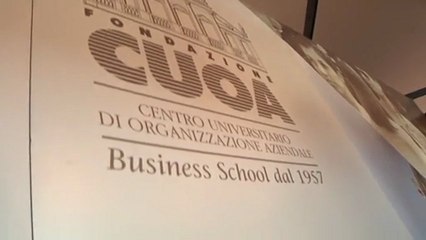 FONDAZIONE
CUOA
CENTRO UNIVERSITARIO
DI ORGANIZZAZIONE AZIENDALE
Business School dal 1957